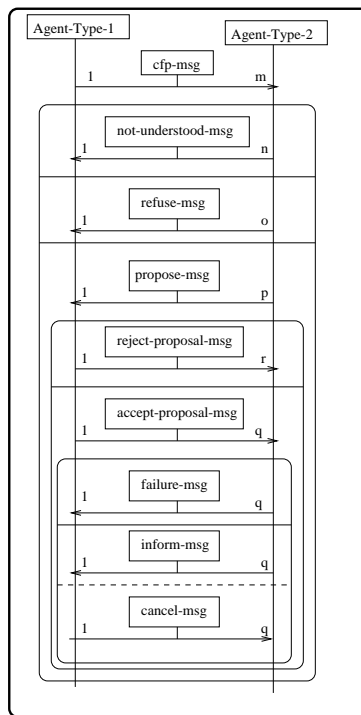 Agent-Type-1 Agent-Type-2
cfp-msg
1 m
not-understood-msg
1 n
refuse-msg
1 o
propose-msg
1 p
reject-proposal-msg
1 r
accept-proposal-msg
1 q
failure-msg
1 q
inform-msg
1 q
cancel-msg
1 q